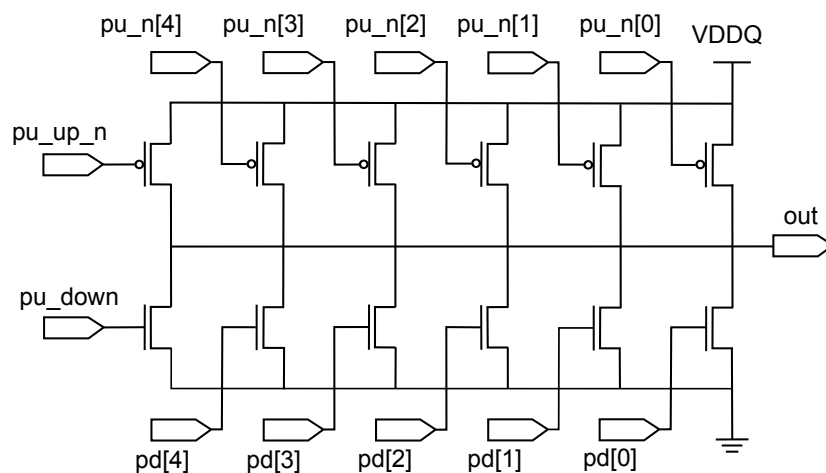 pu_n[4] pu_n[3] pu_n[2] pu_n[1] pu_n[0]
VDDQ
pu_up_n
out
pu_down
pd[4] pd[3] pd[2] pd[1] pd[0]